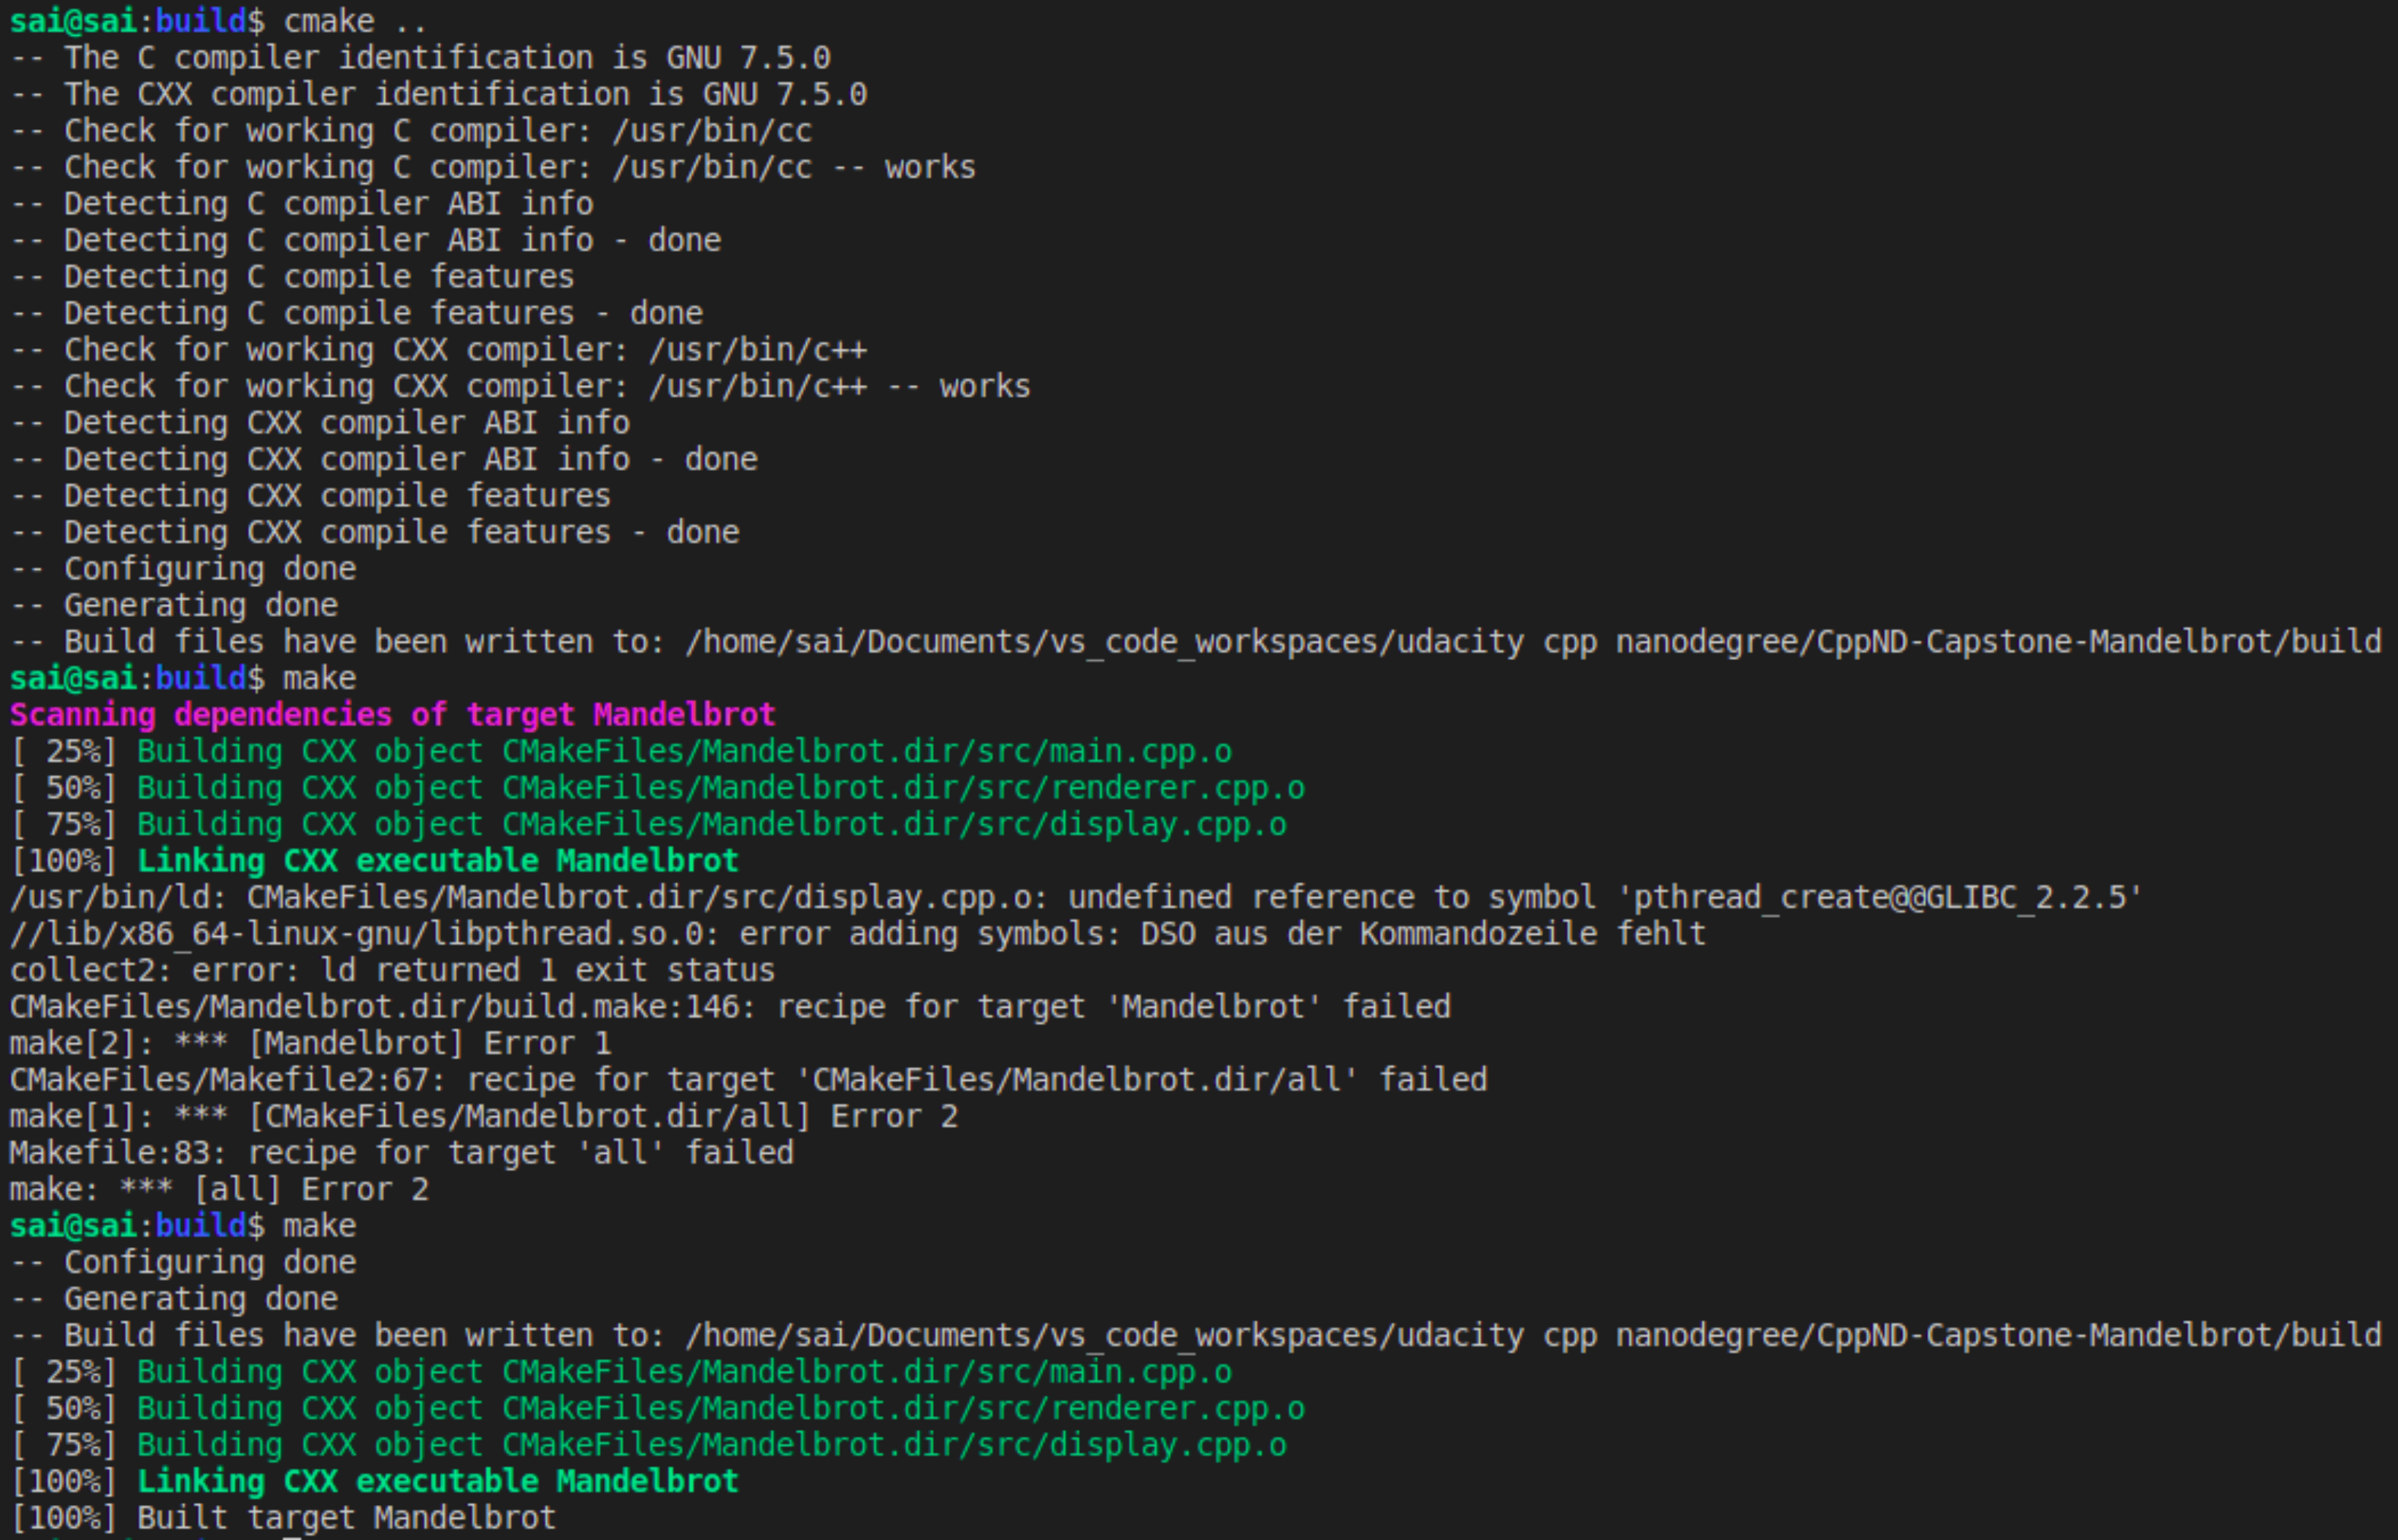 sai@sai:build$ cmake ..
-- The C compiler identification is GNU 7.5.0
-- The CXX compiler identification is GNU 7.5.0
-- Check for working C compiler: /usr/bin/cc
-- Check for working C compiler: /usr/bin/cc -- works
-- Detecting C compiler ABI info
-- Detecting C compiler ABI info - done
-- Detecting C compile features
-- Detecting C compile features - done
-- Check for working CXX compiler: /usr/bin/c++
-- Check for working CXX compiler: /usr/bin/c++ -- works
-- Detecting CXX compiler ABI info
-- Detecting CXX compiler ABI info - done
-- Detecting CXX compile features
-- Detecting CXX compile features - done
-- Configuring done
-- Generating done
-- Build files have been written to: /home/sai/Documents/vs_code_workspaces/udacity cpp nanodegree/CppND-Capstone-Mandelbrot/build
sai@sai:build$ make
Scanning dependencies of target Mandelbrot
[ 25%] Building CXX object CMakeFiles/Mandelbrot.dir/src/main.cpp.o
[ 50%] Building CXX object CMakeFiles/Mandelbrot.dir/src/renderer.cpp.o
[ 75%] Building CXX object CMakeFiles/Mandelbrot.dir/src/display.cpp.o
[100%] Linking CXX executable Mandelbrot
/usr/bin/ld: CMakeFiles/Mandelbrot.dir/src/display.cpp.o: undefined reference to symbol 'pthread_create@@GLIBC_2.2.5'
//lib/x86_64-linux-gnu/libpthread.so.0: error adding symbols: DSO aus der Kommandozeile fehlt
collect2: error: ld returned 1 exit status
CMakeFiles/Mandelbrot.dir/build.make:146: recipe for target 'Mandelbrot' failed
make[2]: *** [Mandelbrot] Error 1
CMakeFiles/Makefile2:67: recipe for target 'CMakeFiles/Mandelbrot.dir/all' failed
make[1]: *** [CMakeFiles/Mandelbrot.dir/all] Error 2
Makefile:83: recipe for target 'all' failed
make: *** [all] Error 2
sai@sai:build$ make
-- Configuring done
-- Generating done
-- Build files have been written to: /home/sai/Documents/vs_code_workspaces/udacity cpp nanodegree/CppND-Capstone-Mandelbrot/build
[ 25%] Building CXX object CMakeFiles/Mandelbrot.dir/src/main.cpp.o
[ 50%] Building CXX object CMakeFiles/Mandelbrot.dir/src/renderer.cpp.o
[ 75%] Building CXX object CMakeFiles/Mandelbrot.dir/src/display.cpp.o
[100%] Linking CXX executable Mandelbrot
[100%] Built target Mandelbrot